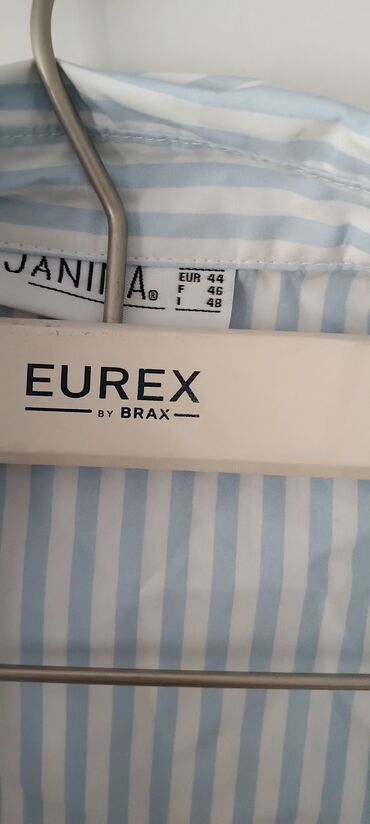 JANINA®
EUR 44
F 46
I 48
EUREX
BY BRAX